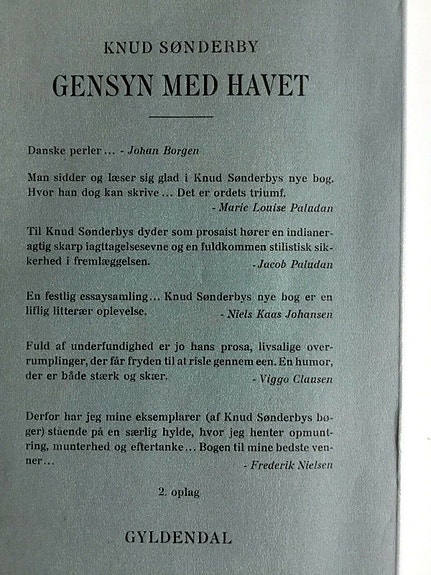 KNUD SØNDERBY
GENSYN MED HAVET
Danske perler... - Johan Borgen
Man sidder og læser sig glad i Knud Sønderbys nye bog.
Hvor han dog kan skrive... Det er ordets triumf.
- Marie Louise Paludan
Til Knud Sønderbys dyder som prosaist hører en indianer-
agtig skarp iagttagelsesevne og en fuldkommen stilistisk sik-
kerhed i fremlæggelsen. - Jacob Paludan
En festlig essaysamling... Knud Sønderbys nye bog er en
liflig litterær oplevelse. - Niels Kaas Johansen
Fuld af underfundighed er jo hans prosa, livsalige over-
rumplinger, der får fryden til at risle gennem een. En humor,
der er både stærk og skær. - Viggo Clausen
Derfor har jeg mine eksemplarer (af Knud Sønderbys bø-
ger) stående på en særlig hylde, hvor jeg henter opmunt-
ring, munterhed og eftertanke... Bogen til mine bedste ven-
ner... - Frederik Nielsen
2. oplag
GYLDENDAL